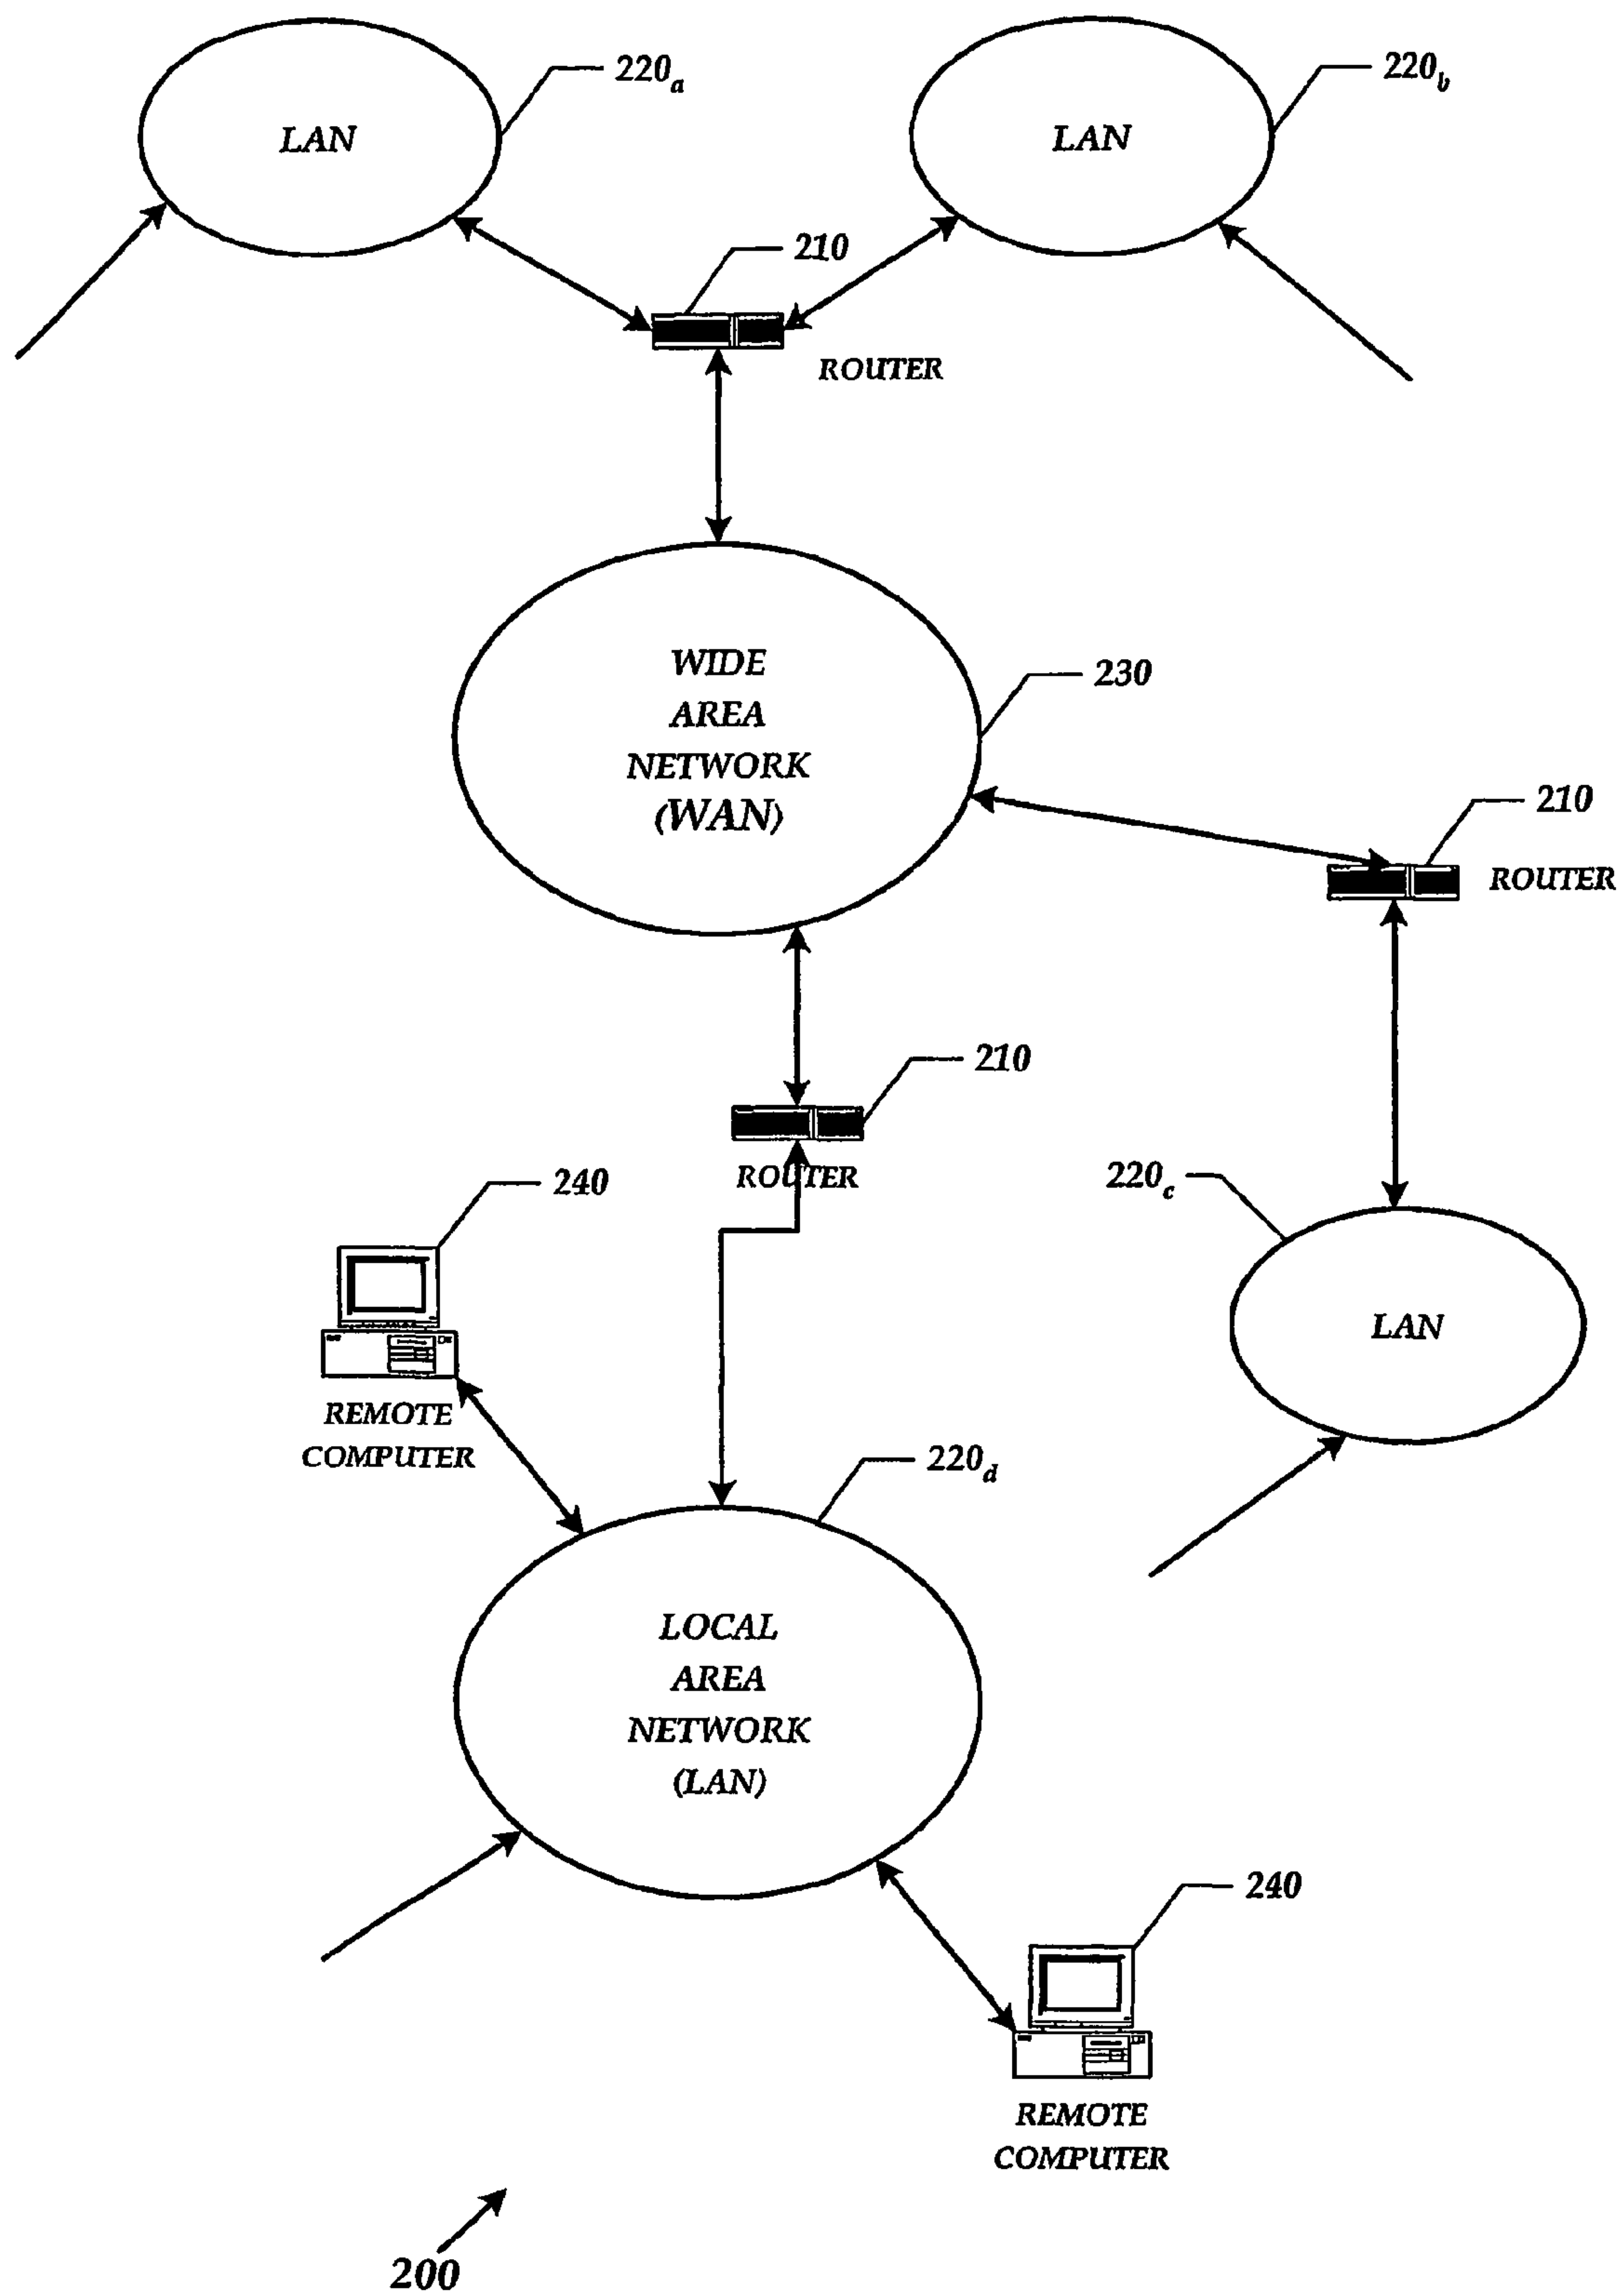 220a
220b
LAN
LAN
210
ROUTER
WIDE
AREA
NETWORK
(WAN)
230
210
ROUTER
210
ROUTER
240
220c
REMOTE
COMPUTER
LAN
220d
LOCAL
AREA
NETWORK
(LAN)
240
REMOTE
COMPUTER
200